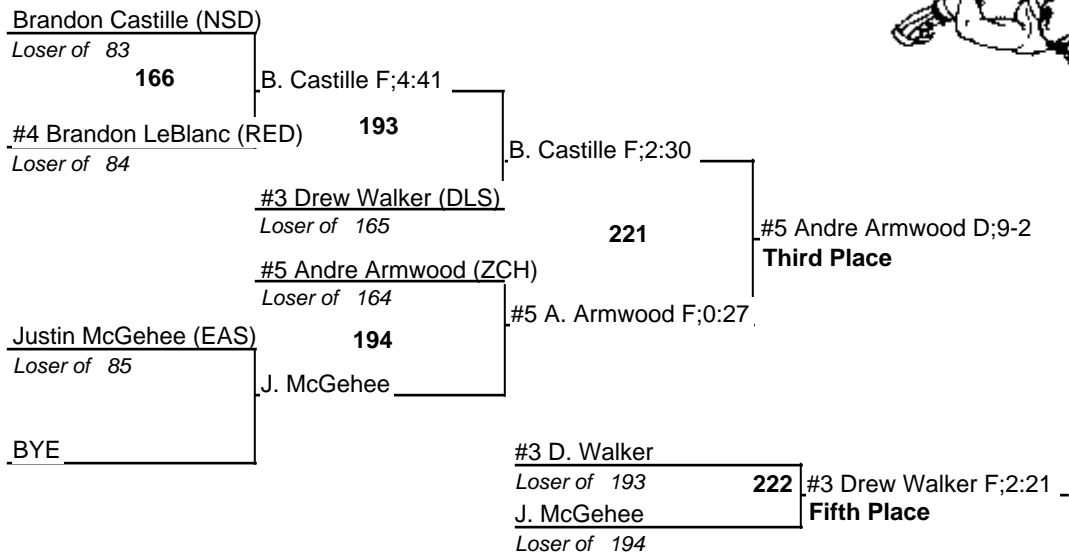 Brandon Castille (NSD)
Loser of 83
166
B. Castille F;4:41
#4 Brandon LeBlanc (RED)
Loser of 84
193
B. Castille F;2:30
#3 Drew Walker (DLS)
Loser of 165
221
#5 Andre Armwood D;9-2
Third Place
#5 Andre Armwood (ZCH)
Loser of 164
#5 A. Armwood F;0:27
Justin McGehee (EAS)
Loser of 85
194
J. McGehee
BYE
#3 D. Walker
Loser of 193
222
#3 Drew Walker F;2:21
Fifth Place
J. McGehee
Loser of 194